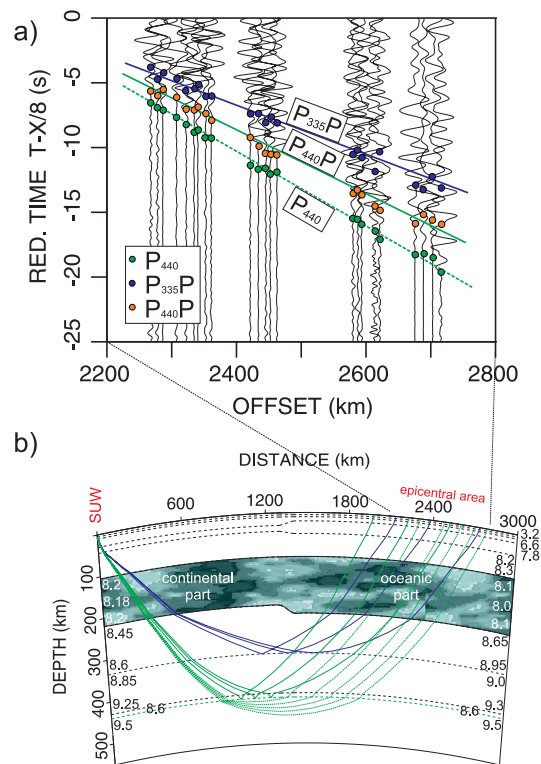 a)
RED. TIME T-X/8 (s)
0
-5
-10
-15
-20
-25
P335P
P440P
P440
P440
P335P
P440P
2200 2400 2600 2800
OFFSET (km)
b)
DISTANCE (km)
SUW
600 1200 1800 2400 3000
epicentral area
DEPTH (km)
100
200
300
400
500
continental part
oceanic part
8.2
8.18
8.2
8.45
8.6
8.85
9.25
8.6
9.5
3.2
6.6
7.8
8.2
8.3
8.1
8.0
8.1
8.65
8.95
9.0
9.3
8.6
9.5